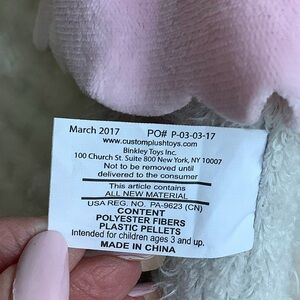 March 2017 PO# P-03-03-17
www.customplushtoys.com
Binkley Toys Inc.
100 Church St. Suite 800 New York, NY 10007
Not to be removed until
delivered to the consumer
This article contains
ALL NEW MATERIAL
USA REG. NO. PA-9623 (CN)
CONTENT
POLYESTER FIBERS
PLASTIC PELLETS
Intended for children ages 3 and up.
MADE IN CHINA